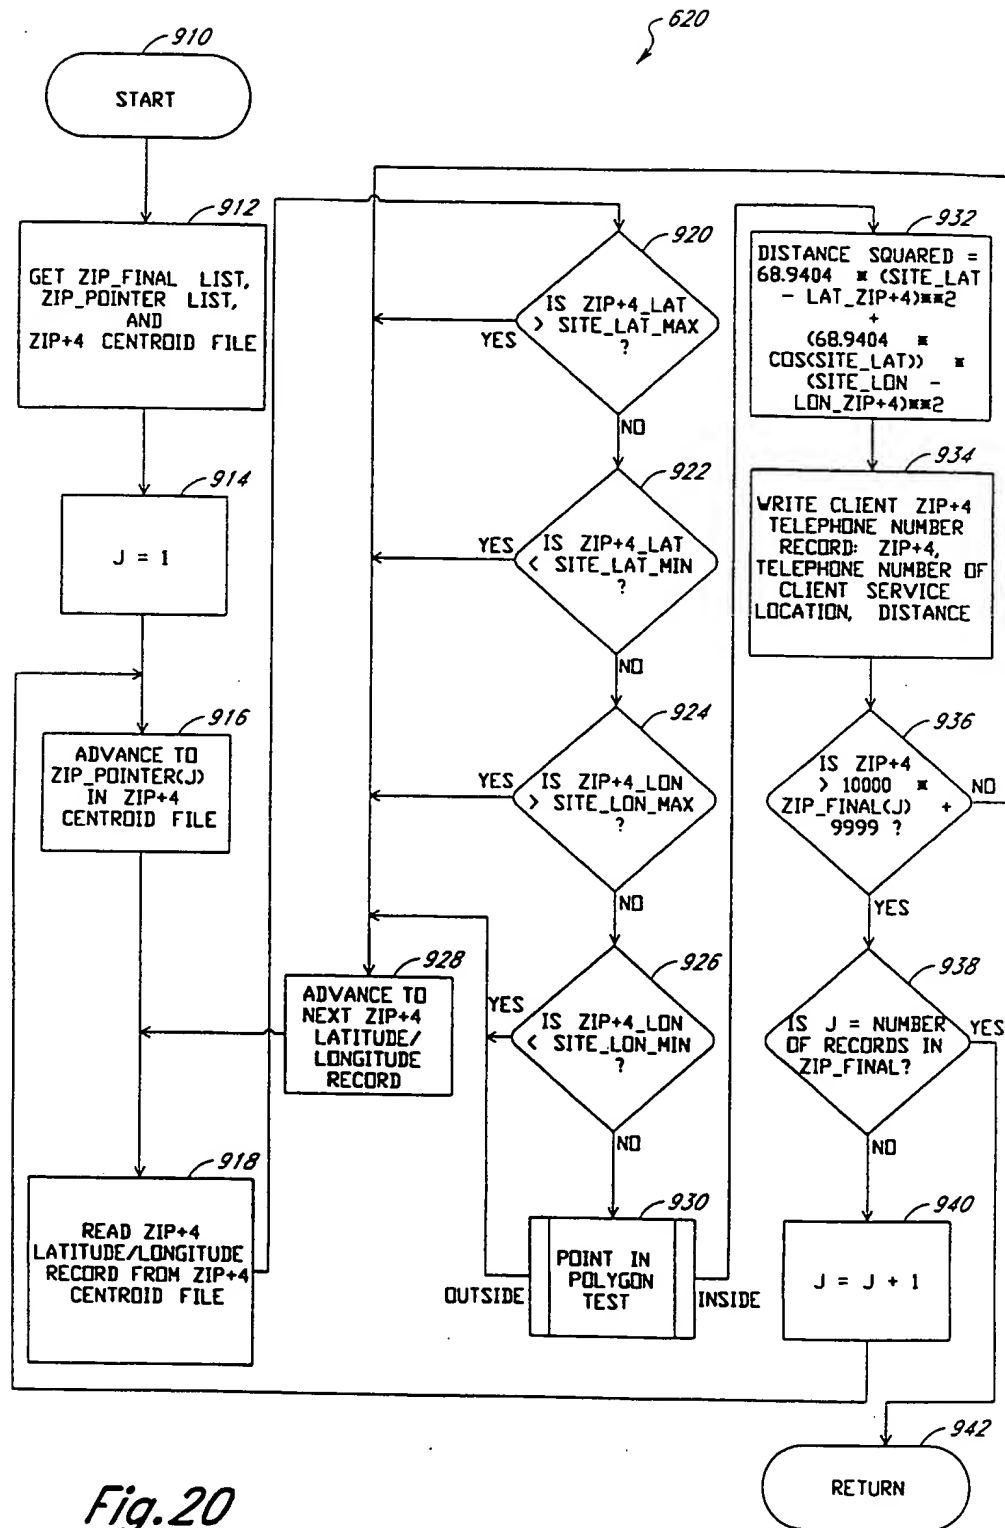 620
910
START
912
GET ZIP_FINAL LIST,
ZIP_POINTER LIST,
AND
ZIP+4 CENTROID FILE
914
J = 1
916
ADVANCE TO
ZIP_POINTER(J)
IN ZIP+4
CENTROID FILE
918
READ ZIP+4
LATITUDE/LONGITUDE
RECORD FROM ZIP+4
CENTROID FILE
920
IS ZIP+4_LAT
> SITE_LAT_MAX
?
YES
NO
922
IS ZIP+4_LAT
< SITE_LAT_MIN
?
YES
NO
924
IS ZIP+4_LON
> SITE_LON_MAX
?
YES
NO
926
IS ZIP+4_LON
< SITE_LON_MIN
?
YES
NO
928
ADVANCE TO
NEXT ZIP+4
LATITUDE/
LONGITUDE
RECORD
930
POINT IN
POLYGON
TEST
OUTSIDE
INSIDE
932
DISTANCE SQUARED =
68.9404 * (SITE_LAT
- LAT_ZIP+4)**2
+
(68.9404 *
COS(SITE_LAT)) *
(SITE_LON -
LON_ZIP+4)**2
934
WRITE CLIENT ZIP+4
TELEPHONE NUMBER
RECORD: ZIP+4,
TELEPHONE NUMBER OF
CLIENT SERVICE
LOCATION, DISTANCE
936
IS ZIP+4
> 10000 *
ZIP_FINAL(J) +
9999 ?
NO
YES
938
IS J = NUMBER
OF RECORDS IN
ZIP_FINAL?
YES
NO
940
J = J + 1
942
RETURN
Fig.20